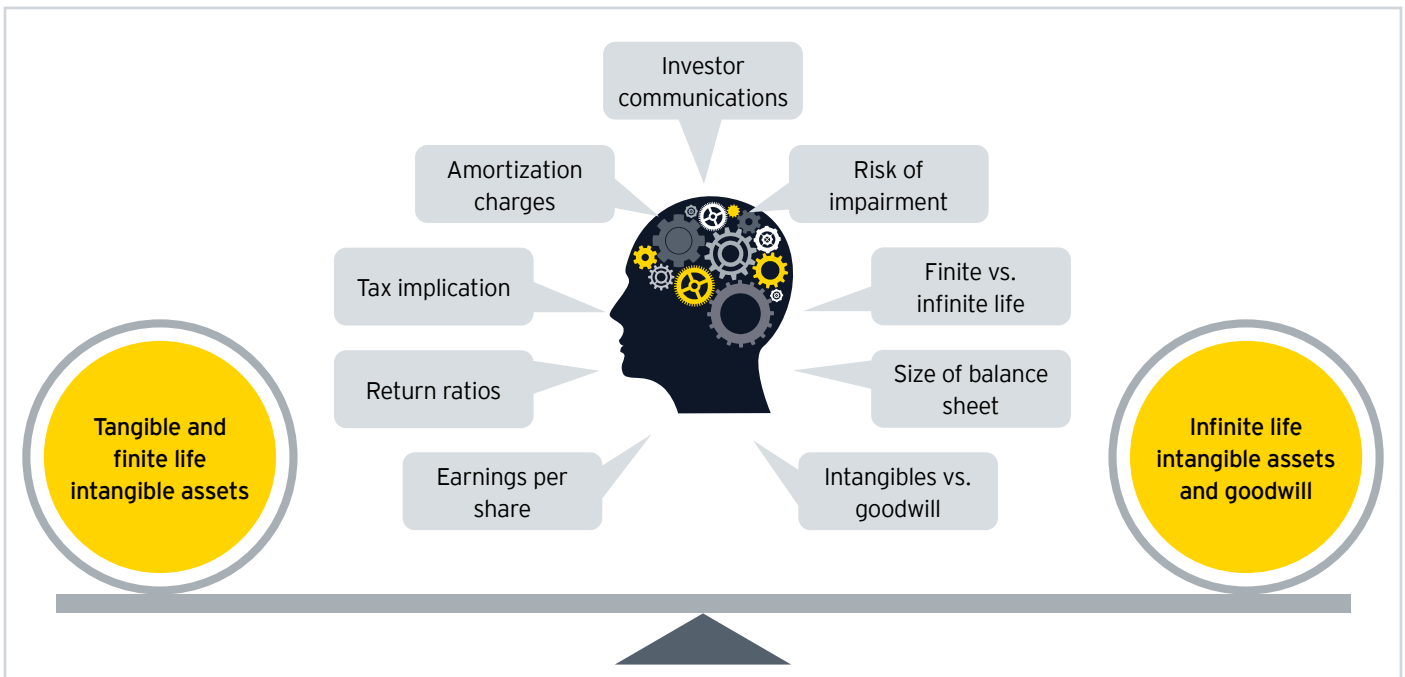 Investor
communications
Amortization
charges
Risk of
impairment
Tax implication
Finite vs.
infinite life
Return ratios
Size of balance
sheet
Earnings per
share
Intangibles vs.
goodwill
Tangible and
finite life
intangible assets
Infinite life
intangible assets
and goodwill